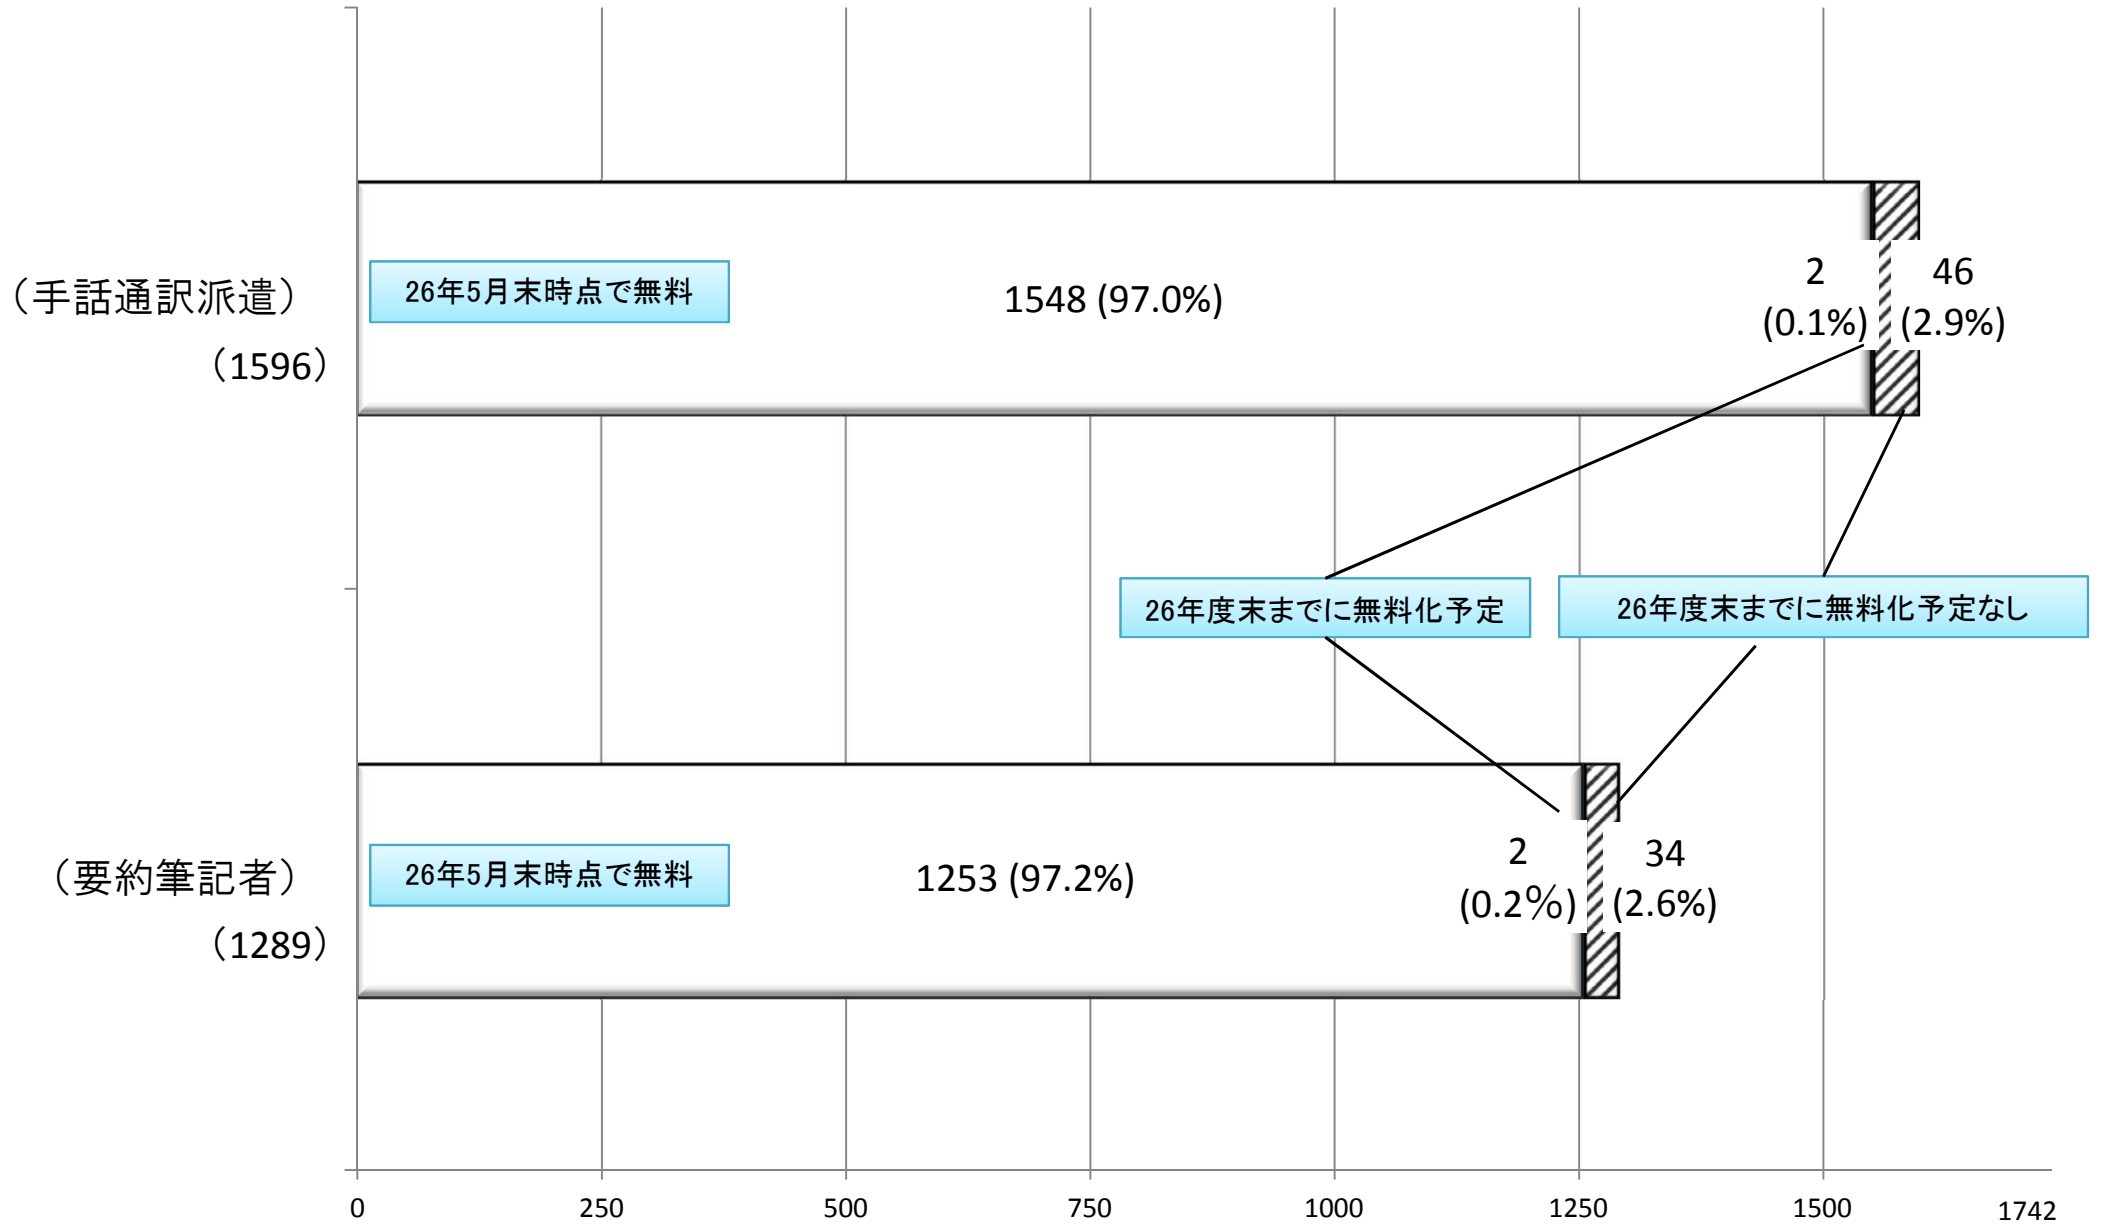 （手話通訳派遣）
（1596）
26年5月末時点で無料
1548 (97.0%)
2
(0.1%)
46
(2.9%)
26年度末までに無料化予定
26年度末までに無料化予定なし
（要約筆記者）
（1289）
26年5月末時点で無料
1253 (97.2%)
2
(0.2％)
34
(2.6%)
0 250 500 750 1000 1250 1500 1742